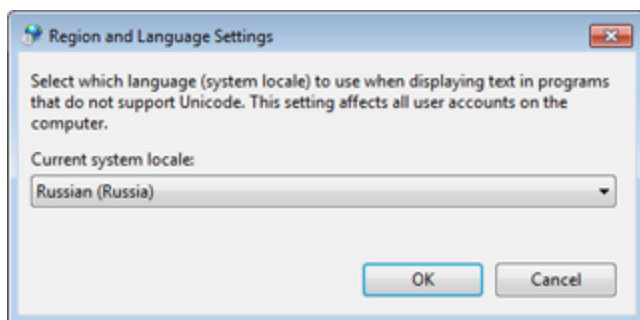 Region and Language Settings
Select which language (system locale) to use when displaying text in programs
that do not support Unicode. This setting affects all user accounts on the
computer.
Current system locale:
Russian (Russia)
OK
Cancel